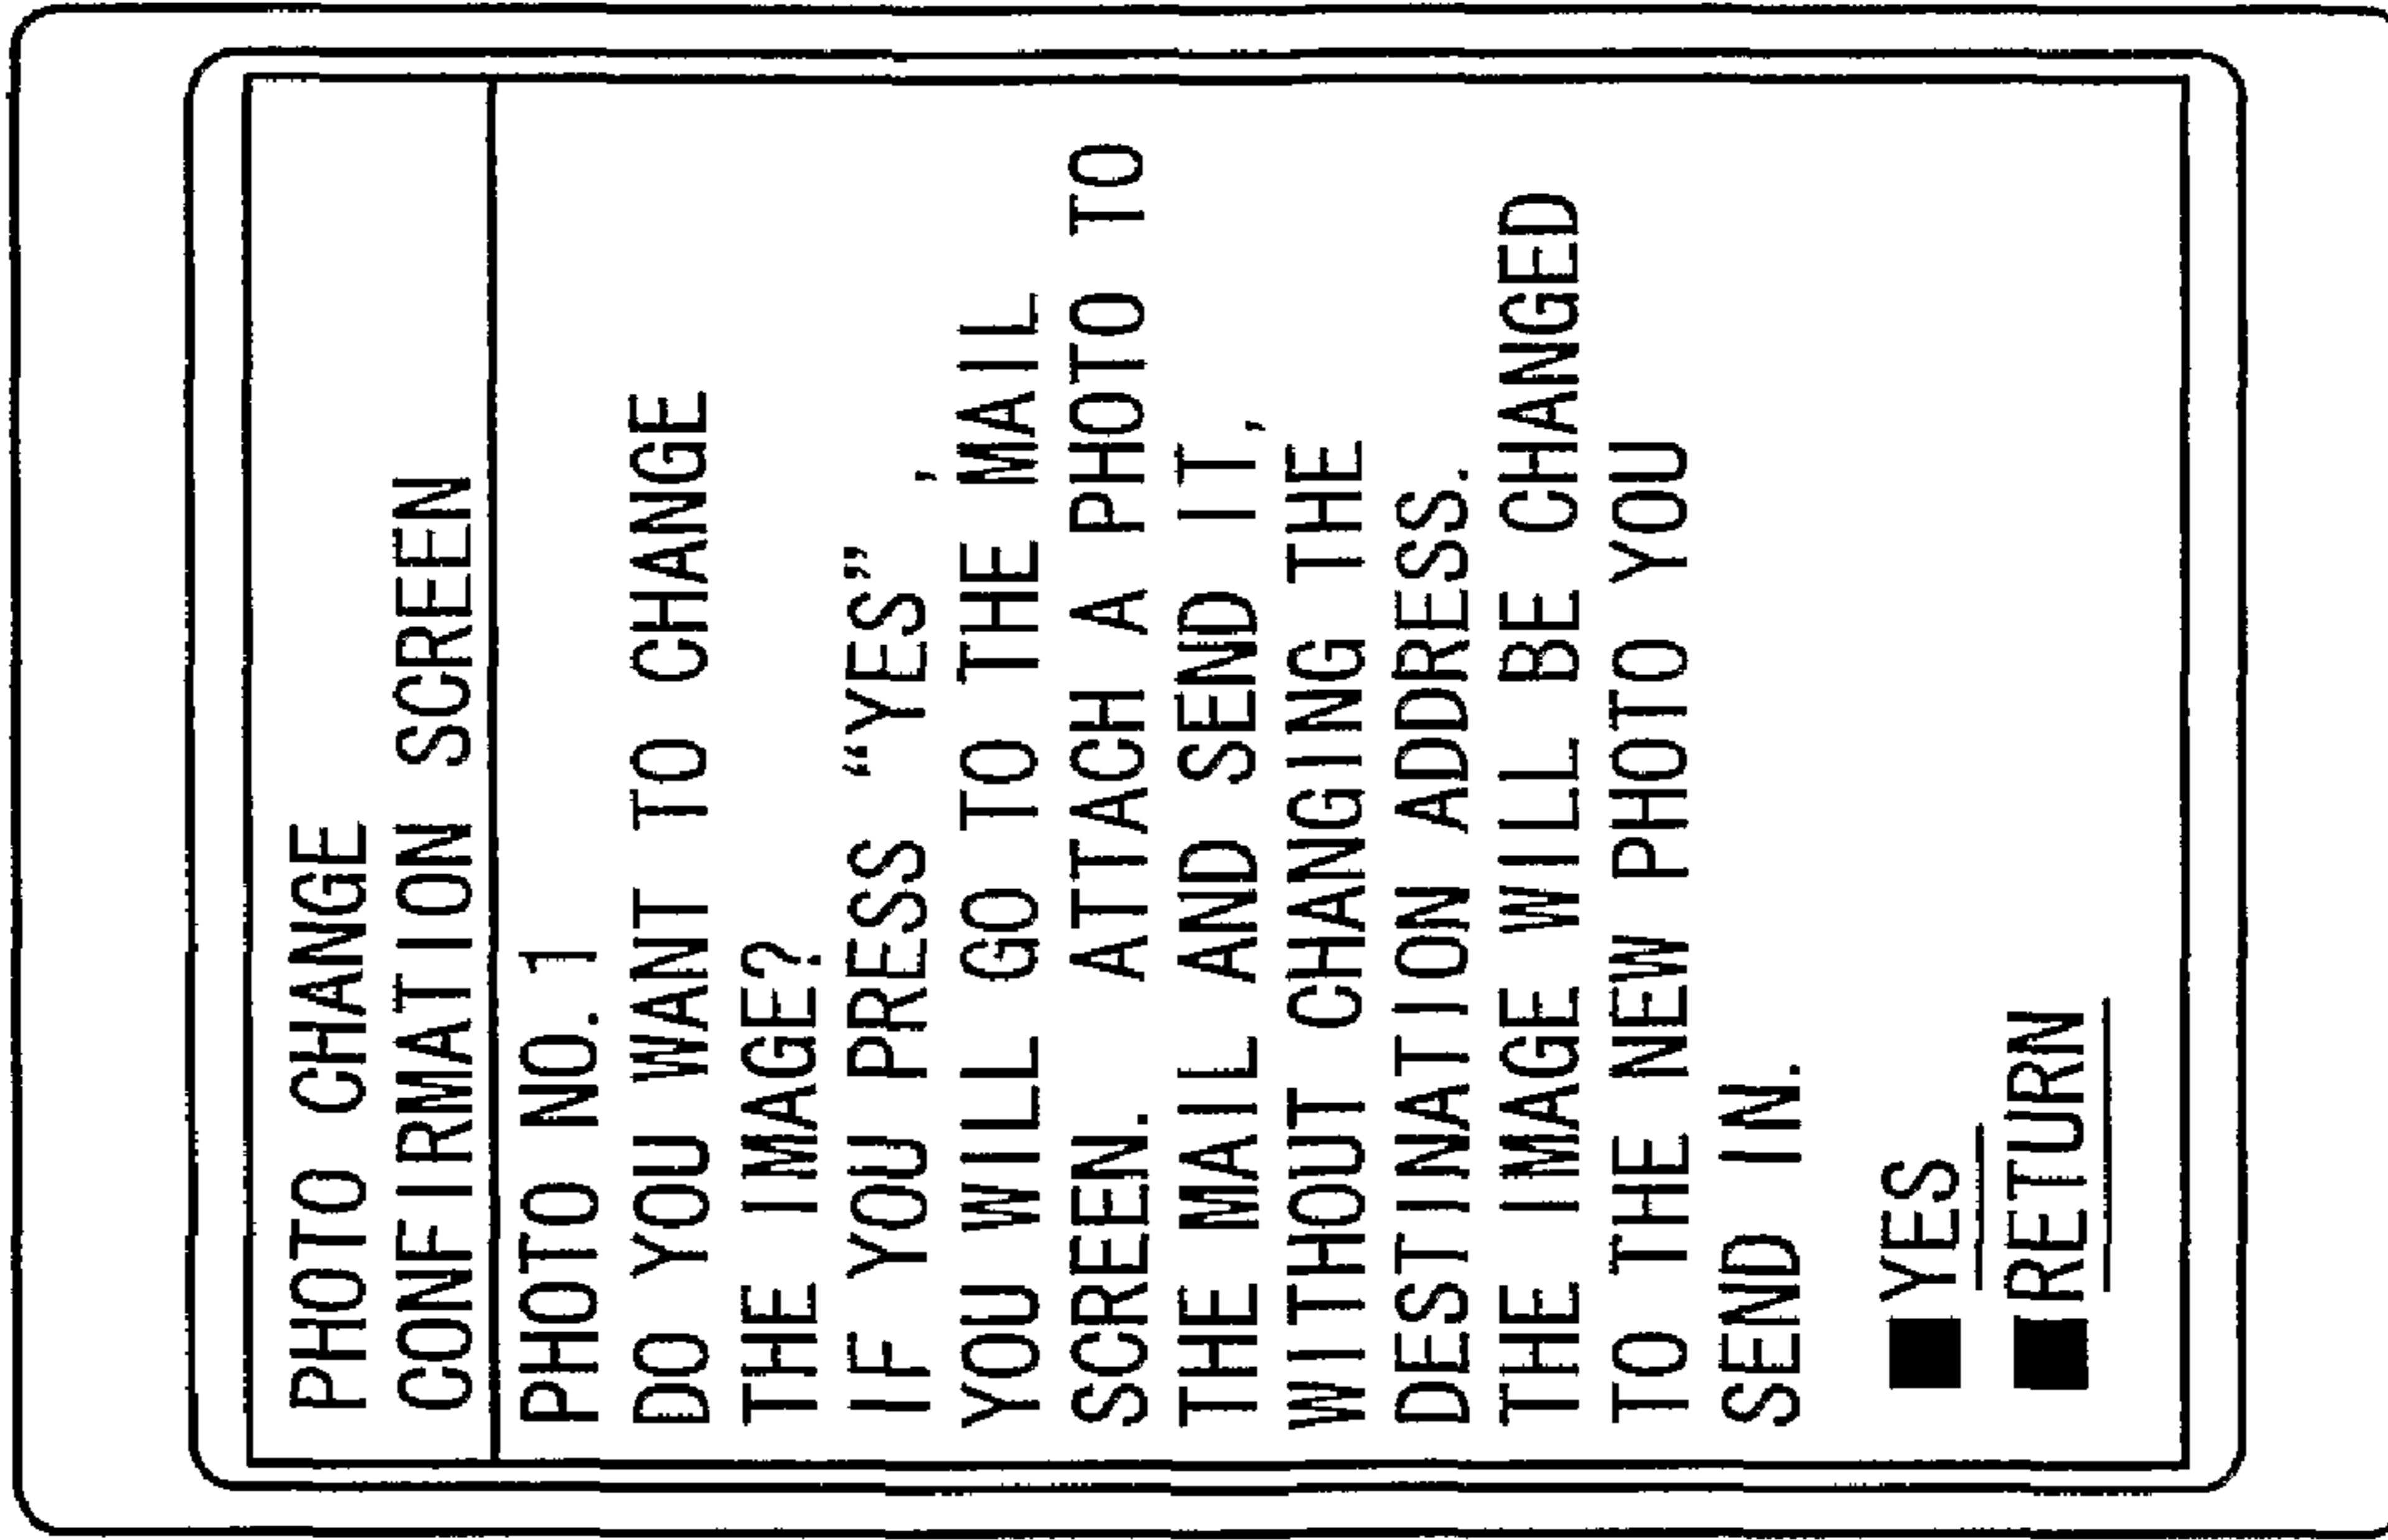 PHOTO CHANGE
CONFIRMATION SCREEN
PHOTO NO. 1
DO YOU WANT TO CHANGE
THE IMAGE?
IF YOU PRESS “YES”,
YOU WILL GO TO THE MAIL
SCREEN. ATTACH A PHOTO TO
THE MAIL AND SEND IT,
WITHOUT CHANGING THE
DESTINATION ADDRESS.
THE IMAGE WILL BE CHANGED
TO THE NEW PHOTO YOU
SEND IN.
■YES
■RETURN